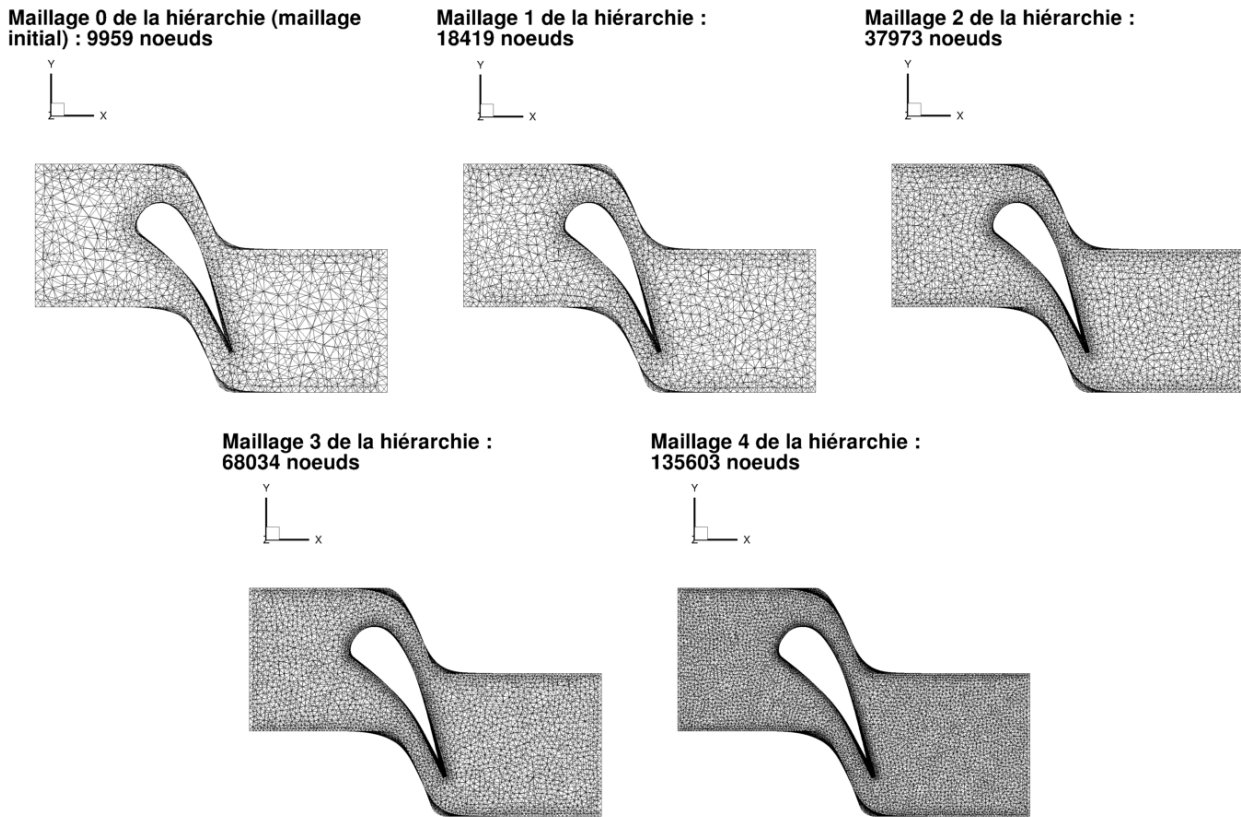 Maillage 0 de la hiérarchie (maillage
initial) : 9959 noeuds
Maillage 1 de la hiérarchie :
18419 noeuds
Maillage 2 de la hiérarchie :
37973 noeuds
Y
Z X
Y
Z X
Y
Z X
Maillage 3 de la hiérarchie :
68034 noeuds
Maillage 4 de la hiérarchie :
135603 noeuds
Y
Z X
Y
Z X